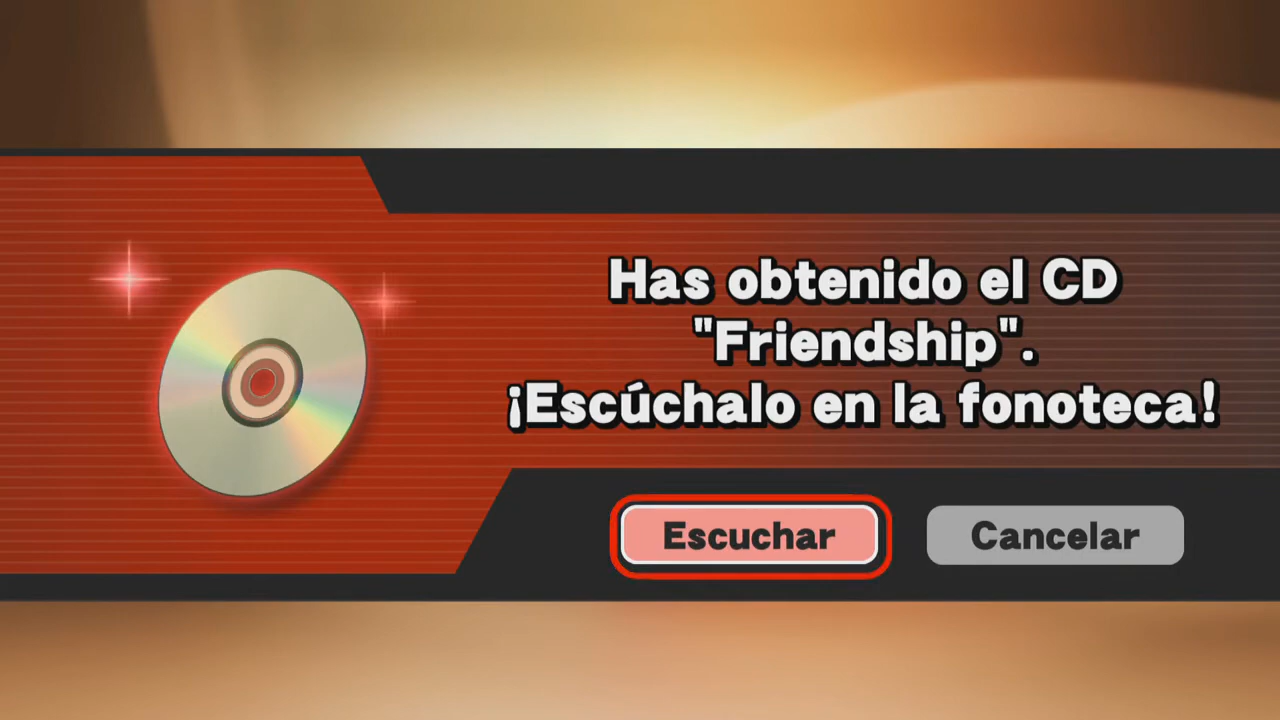 Has obtenido el CD
"Friendship".
¡Escúchalo en la fonoteca!
Escuchar
Cancelar